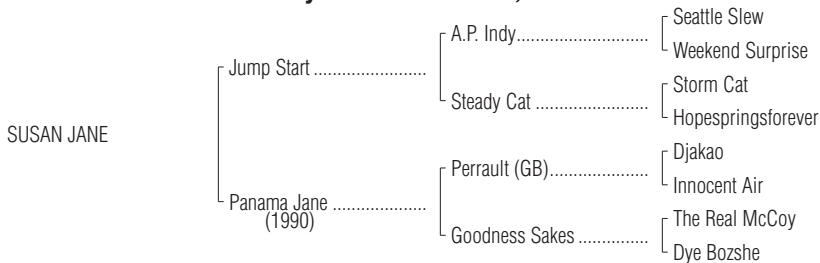 Seattle Slew
A.P. Indy
Weekend Surprise
Jump Start
Storm Cat
Steady Cat
Hopespringsforever
SUSAN JANE
Djakao
Perrault (GB)
Innocent Air
Panama Jane
(1990)
The Real McCoy
Goodness Sakes
Dye Bozshe